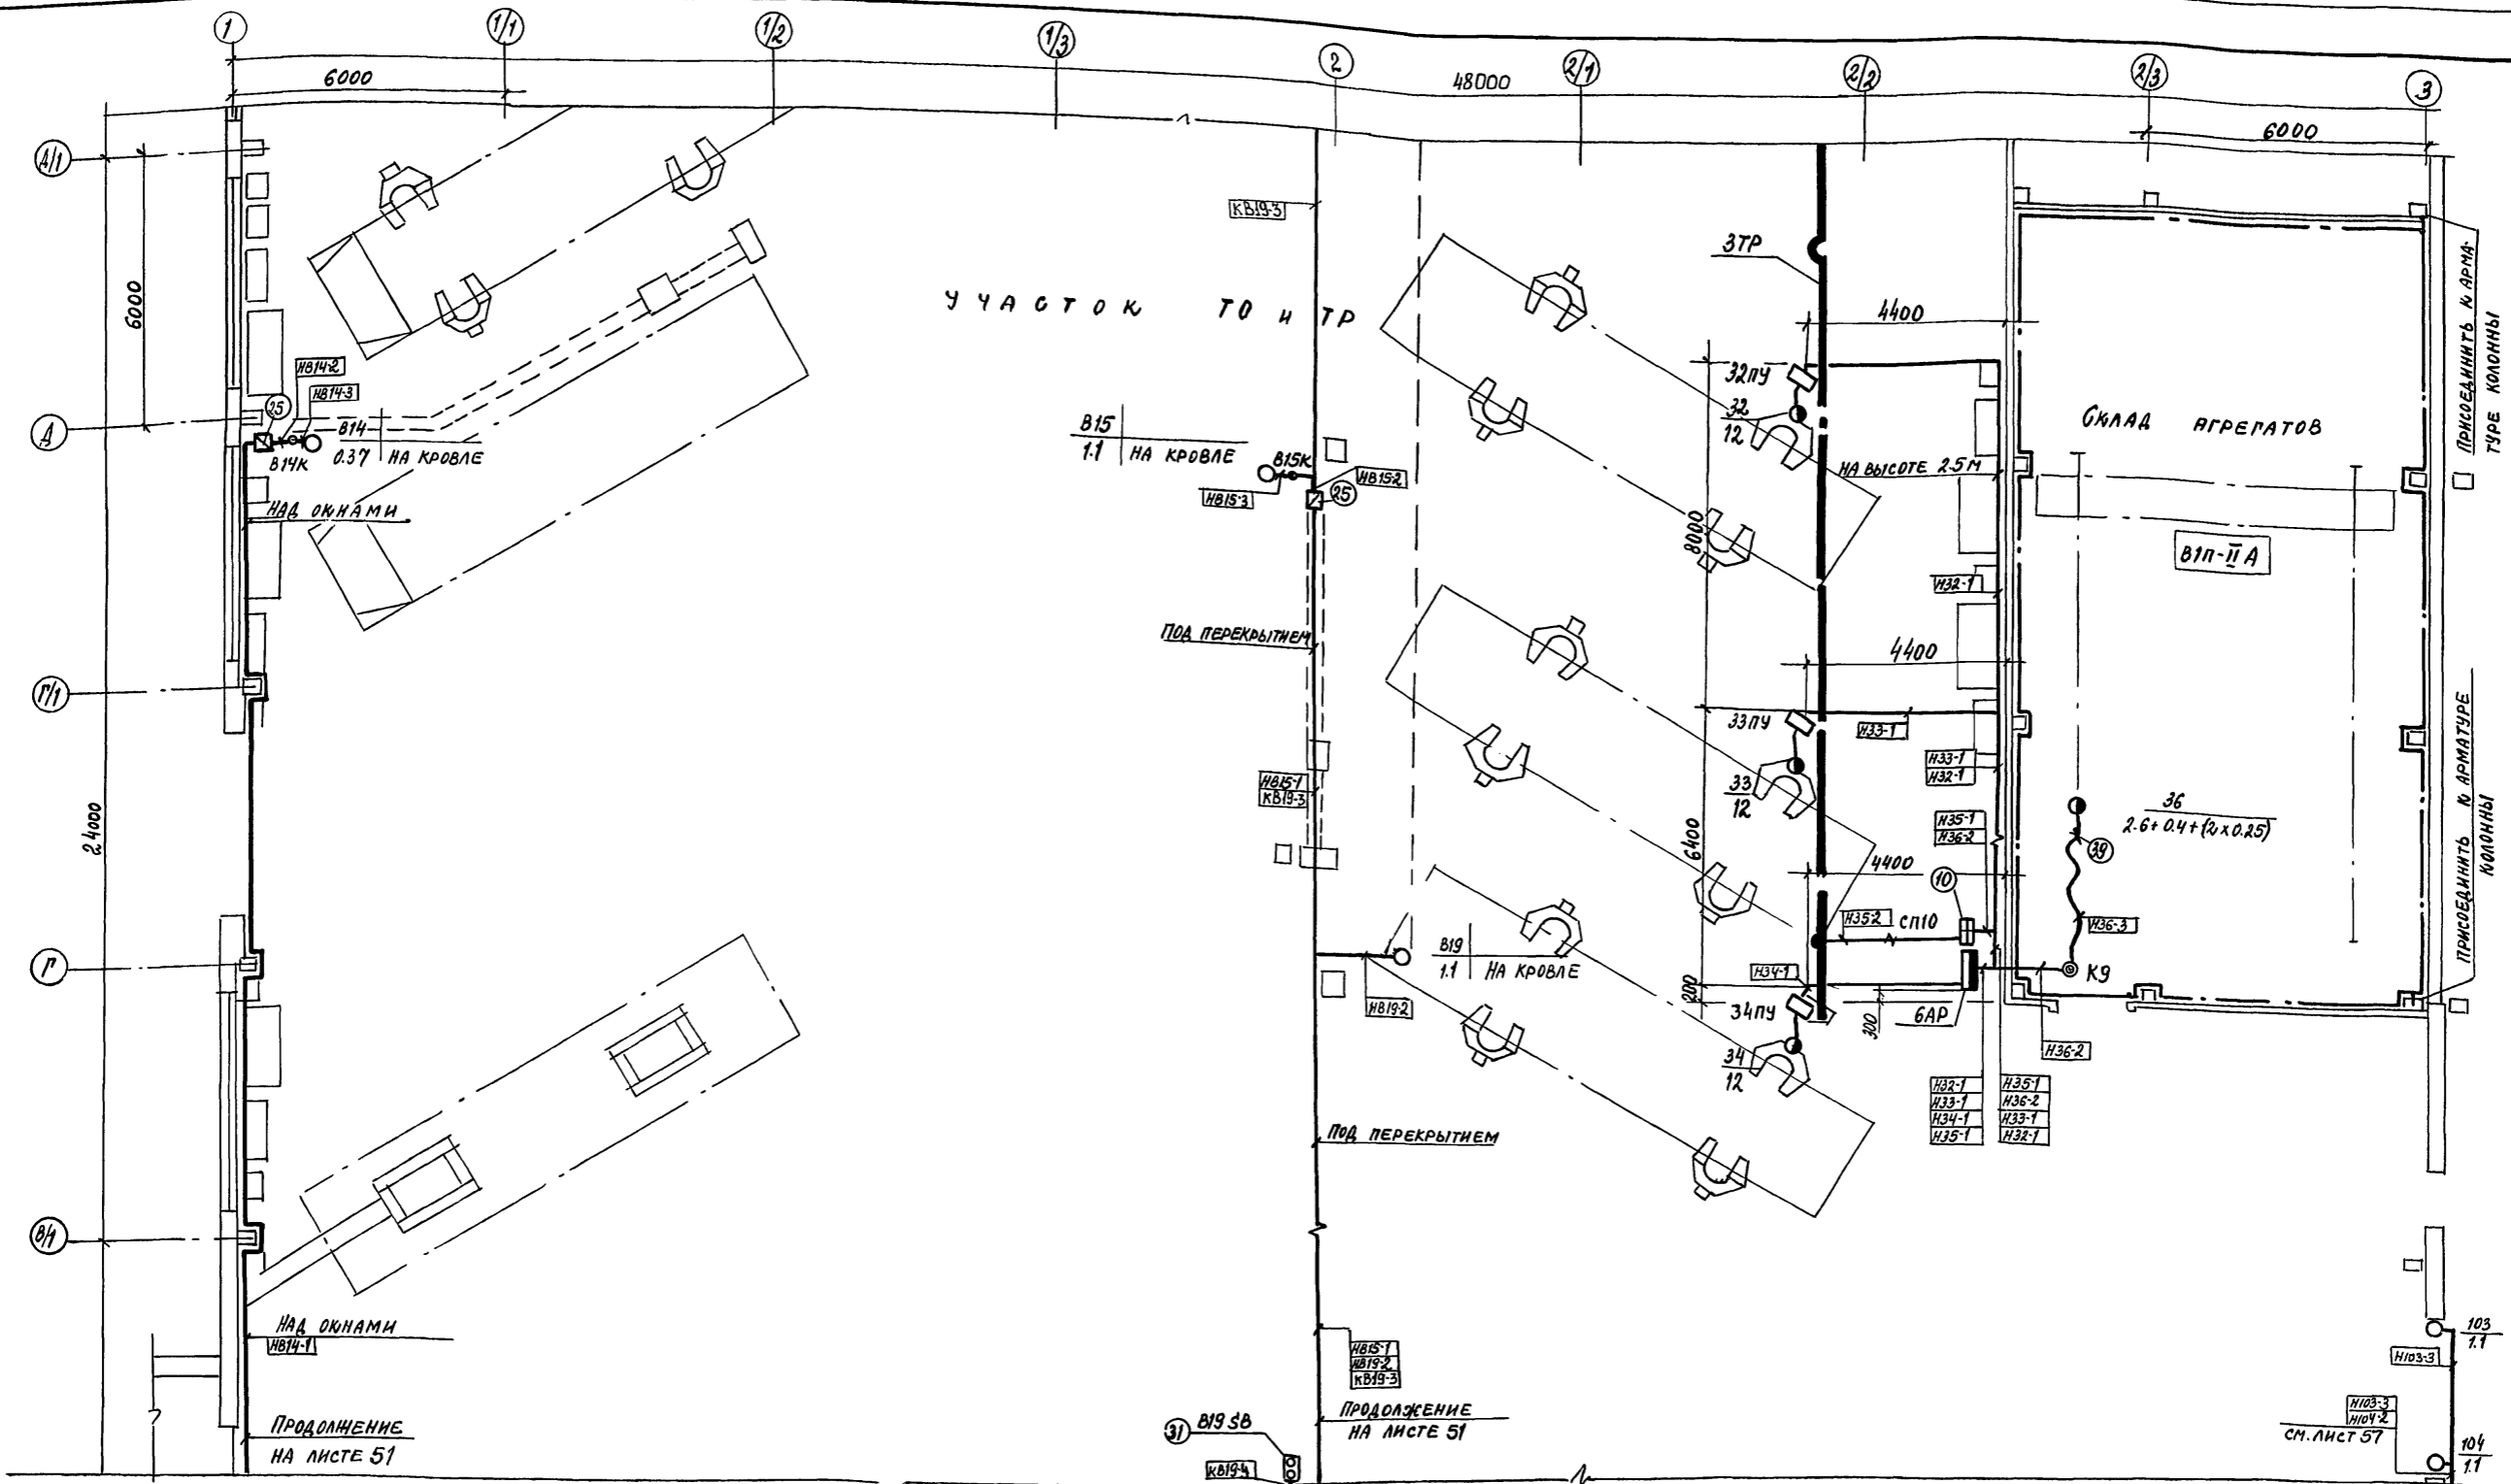 1
1/1
1/2
1/3
2
2/1
2/2
2/3
3
6000
48000
6000
Д/1
Д
Г/1
Г
В/1
6000
24000
КВ19-3
3ТР
УЧАСТОК ТО и ТР
4400
32ПУ
32
12
НВ14-2
НВ14-3
25
В14
0.37 НА КРОВЛЕ
В14К
НАД ОКНАМИ
В15
1.1 НА КРОВЛЕ
В15К
НВ15-2
НВ15-3
25
НА ВЫСОТЕ 2.5М
СКЛАД АГРЕГАТОВ
В1П-IIА
ПРИСОЕДИНИТЬ К АРМА-
ТУРЕ КОЛОННЫ
8000
Н32-1
ПОД ПЕРЕКРЫТИЕМ
4400
33ПУ
Н33-1
33
12
Н33-1
Н32-1
НВ15-1
КВ19-3
6400
Н35-1
Н36-2
36
2.6+0.4+(2x0.25)
39
4400
10
Н35-2
СП10
Н36-3
ПРИСОЕДИНИТЬ К АРМАТУРЕ
КОЛОННЫ
В19
1.1 НА КРОВЛЕ
НВ19-2
Н34-1
К9
200
34ПУ
300
6АР
34
12
Н36-2
Н32-1
Н33-1
Н34-1
Н35-1
Н35-1
Н36-2
Н33-1
Н32-1
ПОД ПЕРЕКРЫТИЕМ
НАД ОКНАМИ
НВ14-1
НВ15-1
НВ19-2
КВ19-3
ПРОДОЛЖЕНИЕ
НА ЛИСТЕ 51
ПРОДОЛЖЕНИЕ
НА ЛИСТЕ 51
31
В19 SB
КВ19-4
103
1.1
Н103-3
Н103-3
Н104-2
СМ. ЛИСТ 57
104
1.1